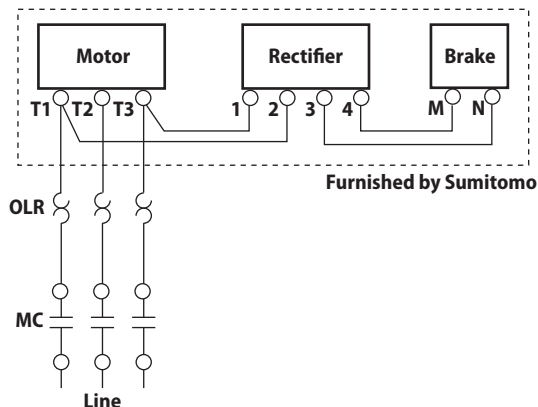 Motor Rectifier Brake
T1 T2 T3 1 2 3 4 M N
Furnished by Sumitomo
OLR
MC
Line